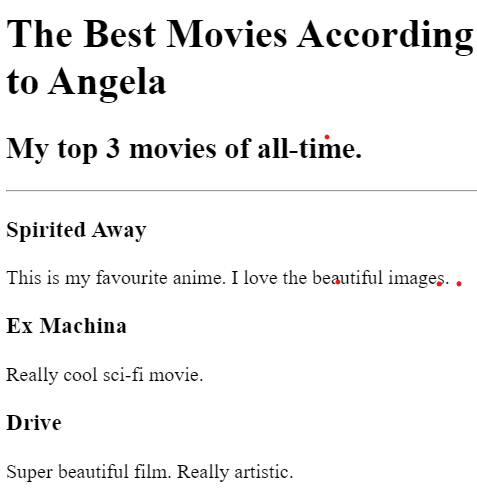 The Best Movies According
to Angela
My top 3 movies of all-time.
Spirited Away
This is my favourite anime. I love the beautiful images.
Ex Machina
Really cool sci-fi movie.
Drive
Super beautiful film. Really artistic.